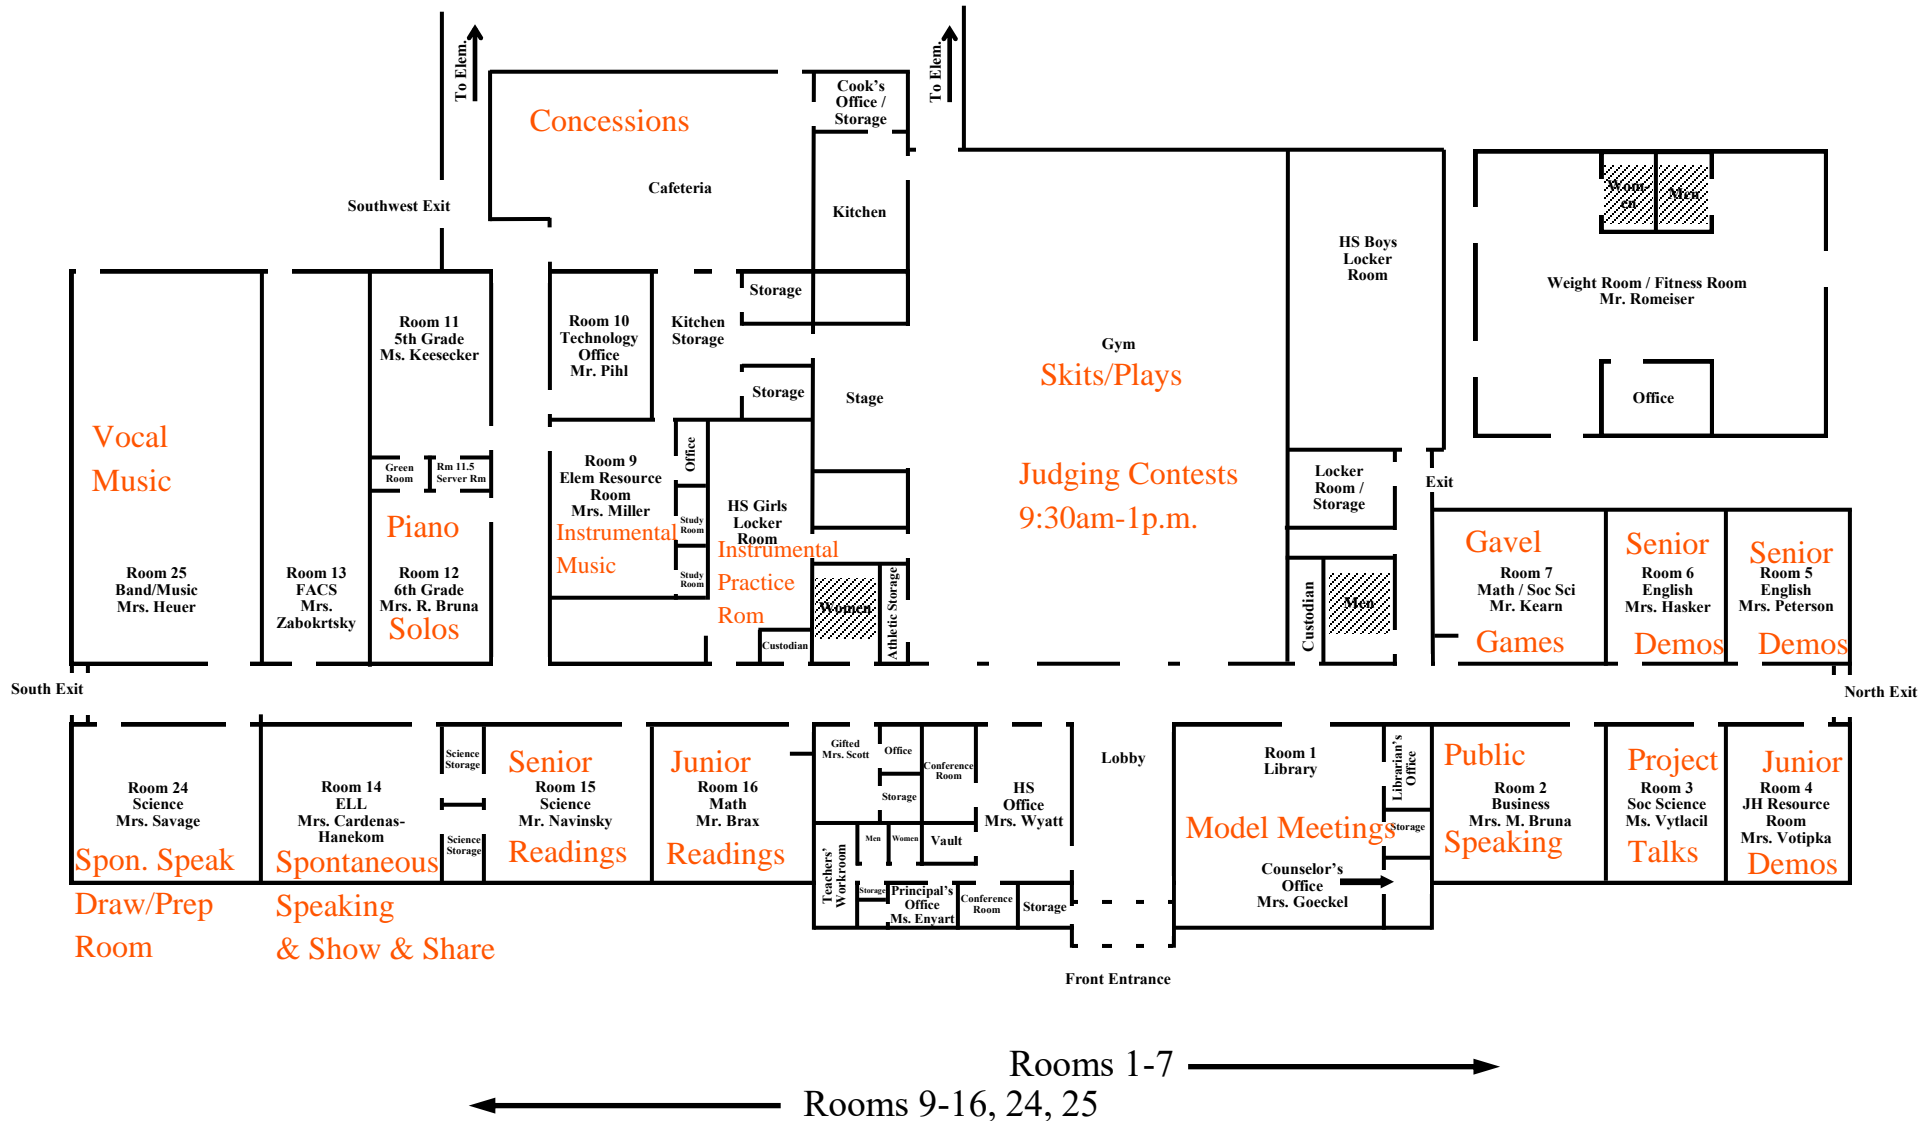 To Elem.
To Elem.
Concessions
Cook's
Office /
Storage
Cafeteria
Kitchen
Southwest Exit
HS Boys
Locker
Room
Wom-
en
Men
Weight Room / Fitness Room
Mr. Romeiser
Office
Room 11
5th Grade
Ms. Keesecker
Room 10
Technology
Office
Mr. Pihl
Kitchen
Storage
Storage
Storage
Stage
Gym
Skits/Plays
Judging Contests
9:30am-1p.m.
Vocal
Music
Room 25
Band/Music
Mrs. Heuer
Room 13
FACS
Mrs.
Zabokrtsky
Green
Room
Rm 11.5
Server Rm
Piano
Room 12
6th Grade
Mrs. R. Bruna
Solos
Room 9
Elem Resource
Room
Mrs. Miller
Instrumental
Music
Office
Study
Room
Study
Room
HS Girls
Locker
Room
Instrumental
Practice
Rom
Custodian
Women
Athletic Storage
Locker
Room /
Storage
Exit
Custodian
Men
Gavel
Room 7
Math / Soc Sci
Mr. Kearn
Games
Senior
Room 6
English
Mrs. Hasker
Demos
Senior
Room 5
English
Mrs. Peterson
Demos
South Exit
North Exit
Room 24
Science
Mrs. Savage
Spon. Speak
Draw/Prep
Room
Room 14
ELL
Mrs. Cardenas-
Hanekom
Spontaneous
Speaking
& Show & Share
Science
Storage
Science
Storage
Senior
Room 15
Science
Mr. Navinsky
Readings
Junior
Room 16
Math
Mr. Brax
Readings
Gifted
Mrs. Scott
Office
Storage
Conference
Room
HS
Office
Mrs. Wyatt
Teachers'
Workroom
Men
Women
Vault
Storage
Principal's
Office
Ms. Enyart
Conference
Room
Storage
Lobby
Front Entrance
Room 1
Library
Model Meetings
Librarian's
Office
Storage
Counselor's
Office
Mrs. Goeckel
Public
Room 2
Business
Mrs. M. Bruna
Speaking
Project
Room 3
Soc Science
Ms. Vytlacil
Talks
Junior
Room 4
JH Resource
Room
Mrs. Votipka
Demos
Rooms 1-7
Rooms 9-16, 24, 25